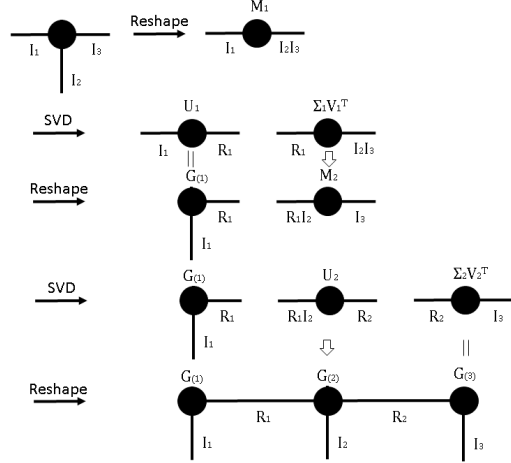 Reshape M₁
I₁ I₃ I₁ I₂I₃
I₂
SVD U₁ Σ₁V₁ᵀ
I₁ R₁ R₁ I₂I₃
Reshape G₍₁₎ M₂
R₁ R₁I₂ I₃
I₁
SVD G₍₁₎ U₂ Σ₂V₂ᵀ
R₁ R₁I₂ R₂ R₂ I₃
I₁
Reshape G₍₁₎ G₍₂₎ G₍₃₎
R₁ R₂
I₁ I₂ I₃